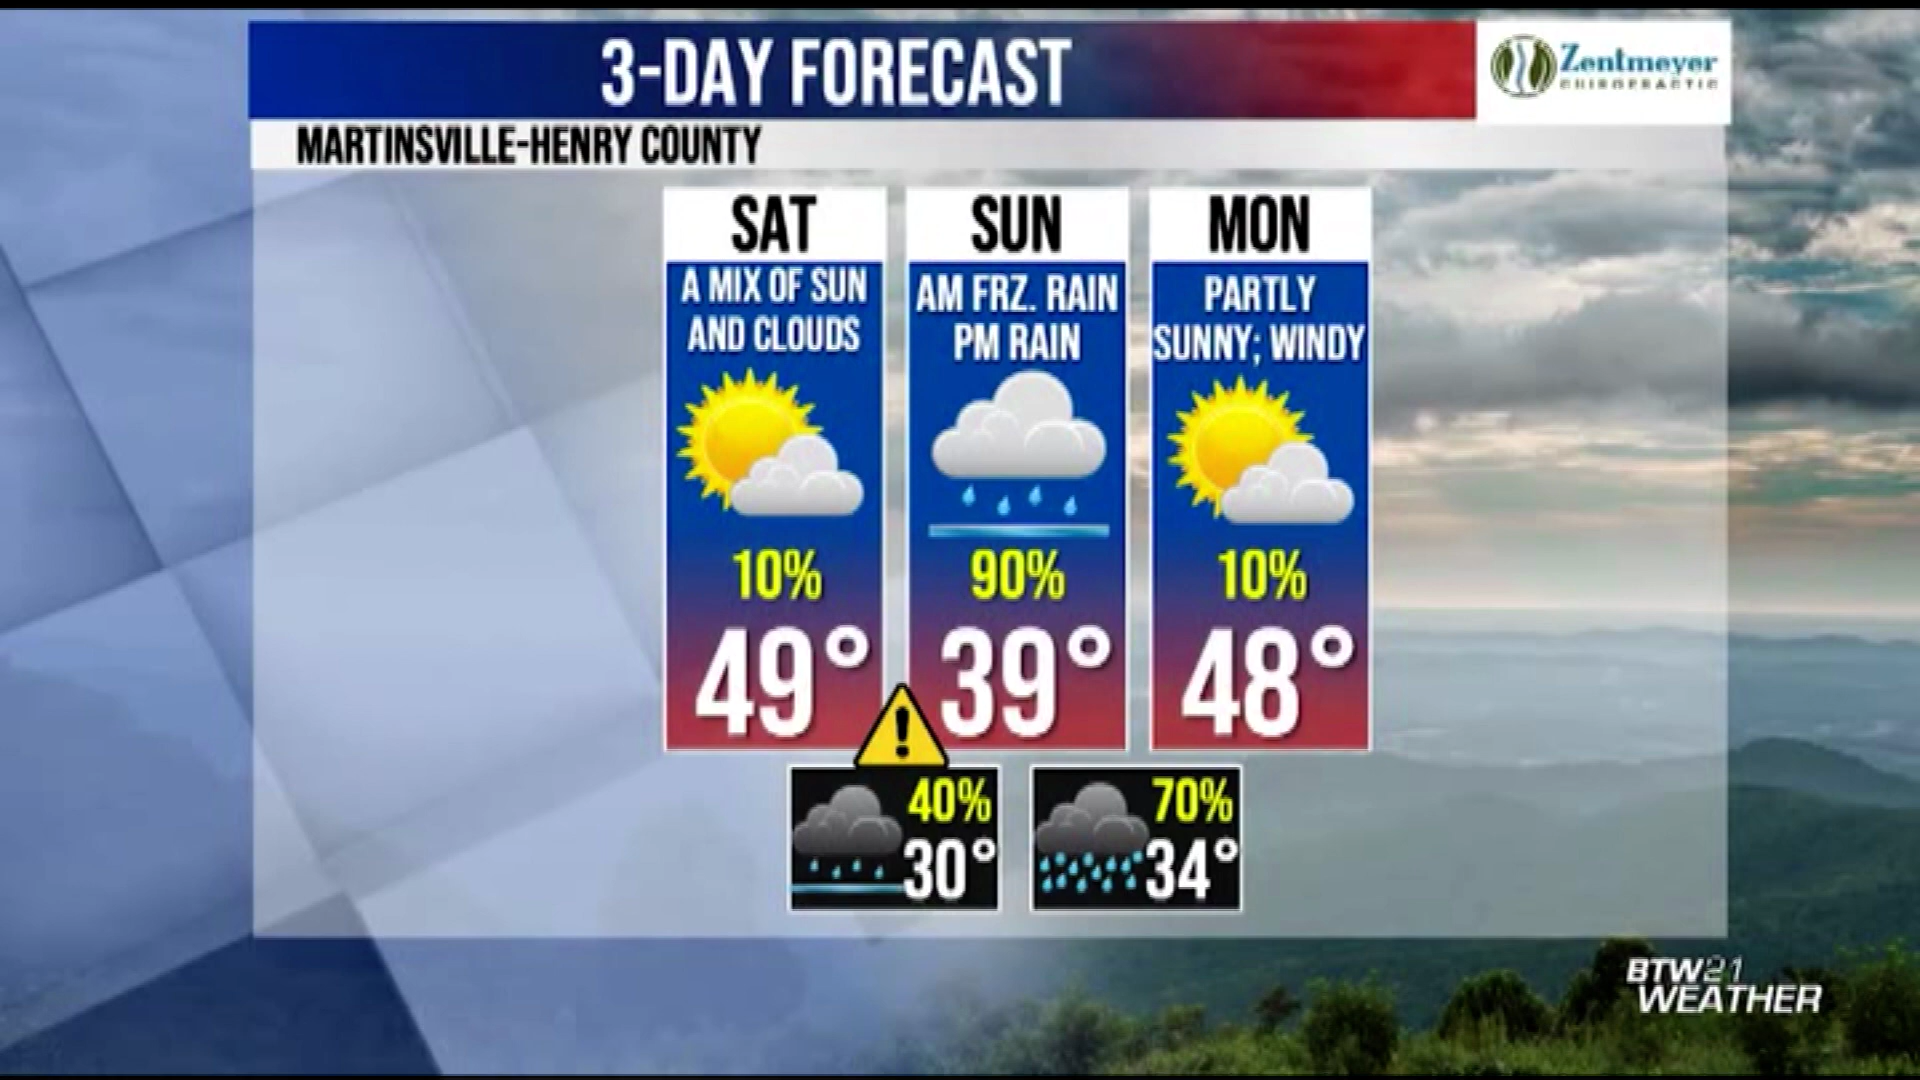 3-DAY FORECAST
Zentmeyer
CHIROPRACTIC
MARTINSVILLE-HENRY COUNTY
SAT
A MIX OF SUN
AND CLOUDS
10%
49°
SUN
AM FRZ. RAIN
PM RAIN
90%
39°
MON
PARTLY
SUNNY; WINDY
10%
48°
!
40%
30°
70%
34°
BTW21
WEATHER